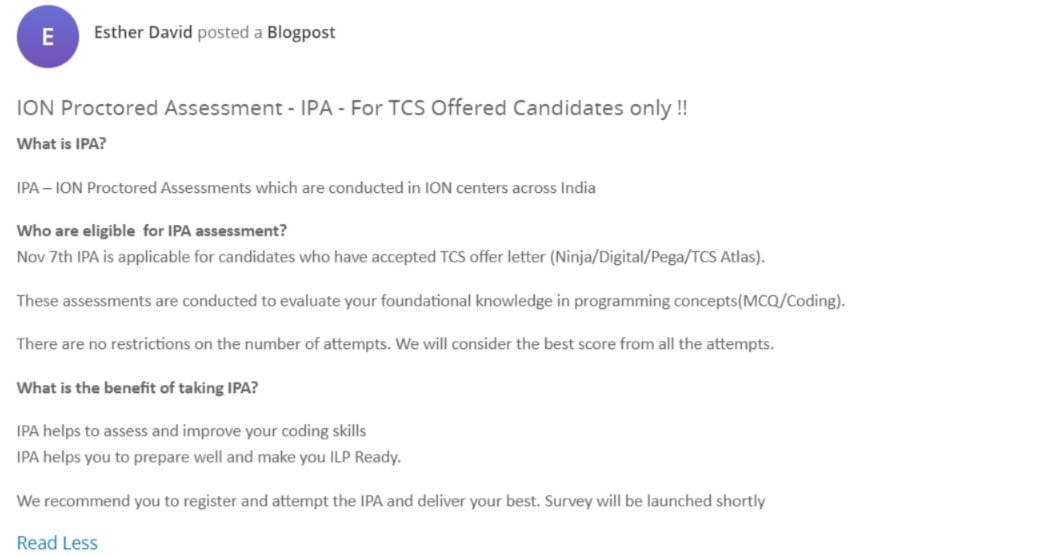 E
Esther David posted a Blogpost
ION Proctored Assessment - IPA - For TCS Offered Candidates only !!
What is IPA?
IPA – ION Proctored Assessments which are conducted in ION centers across India
Who are eligible  for IPA assessment?
Nov 7th IPA is applicable for candidates who have accepted TCS offer letter (Ninja/Digital/Pega/TCS Atlas).
These assessments are conducted to evaluate your foundational knowledge in programming concepts(MCQ/Coding).
There are no restrictions on the number of attempts. We will consider the best score from all the attempts.
What is the benefit of taking IPA?
IPA helps to assess and improve your coding skills
IPA helps you to prepare well and make you ILP Ready.
We recommend you to register and attempt the IPA and deliver your best. Survey will be launched shortly
Read Less